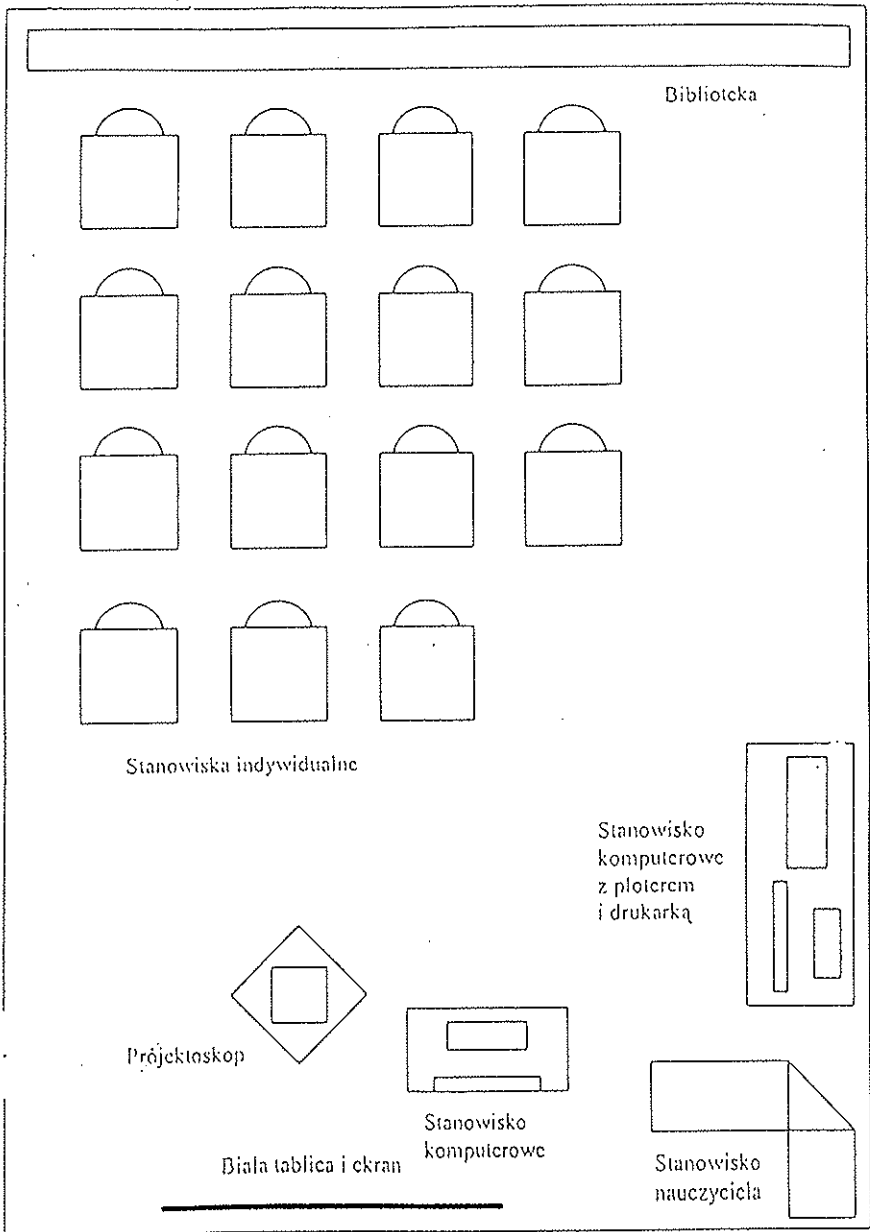 Biblioteka
Stanowiska indywidualne
Stanowisko
komputerowe
z ploterem
i drukarką
Projektoskop
Stanowisko
komputerowe
Biała tablica i ekran
Stanowisko
nauczyciela